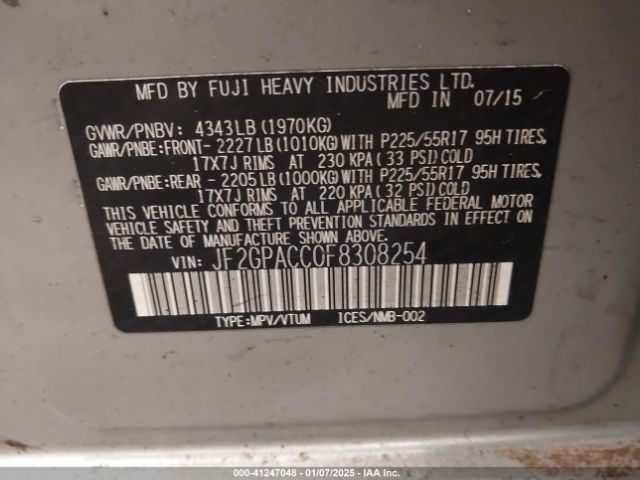 MFD BY FUJI HEAVY INDUSTRIES LTD.
MFD IN 07/15
GVWR/PNBV: 4343LB (1970KG)
GAWR/PNBE:FRONT- 2227LB (1010KG) WITH P225/55R17 95H TIRES,
17X7J RIMS AT 230 KPA (33 PSI) COLD
GAWR/PNBE:REAR - 2205LB (1000KG) WITH P225/55R17 95H TIRES,
17X7J RIMS AT 220 KPA (32 PSI) COLD
THIS VEHICLE CONFORMS TO ALL APPLICABLE FEDERAL MOTOR
VEHICLE SAFETY AND THEFT PREVENTION STANDARDS IN EFFECT ON
THE DATE OF MANUFACTURE SHOWN ABOVE.
VIN: JF2GPACC0F8308254
TYPE:MPV/VTUM ICES/NMB-002
000-41247048 - 01/07/2025 - IAA Inc.